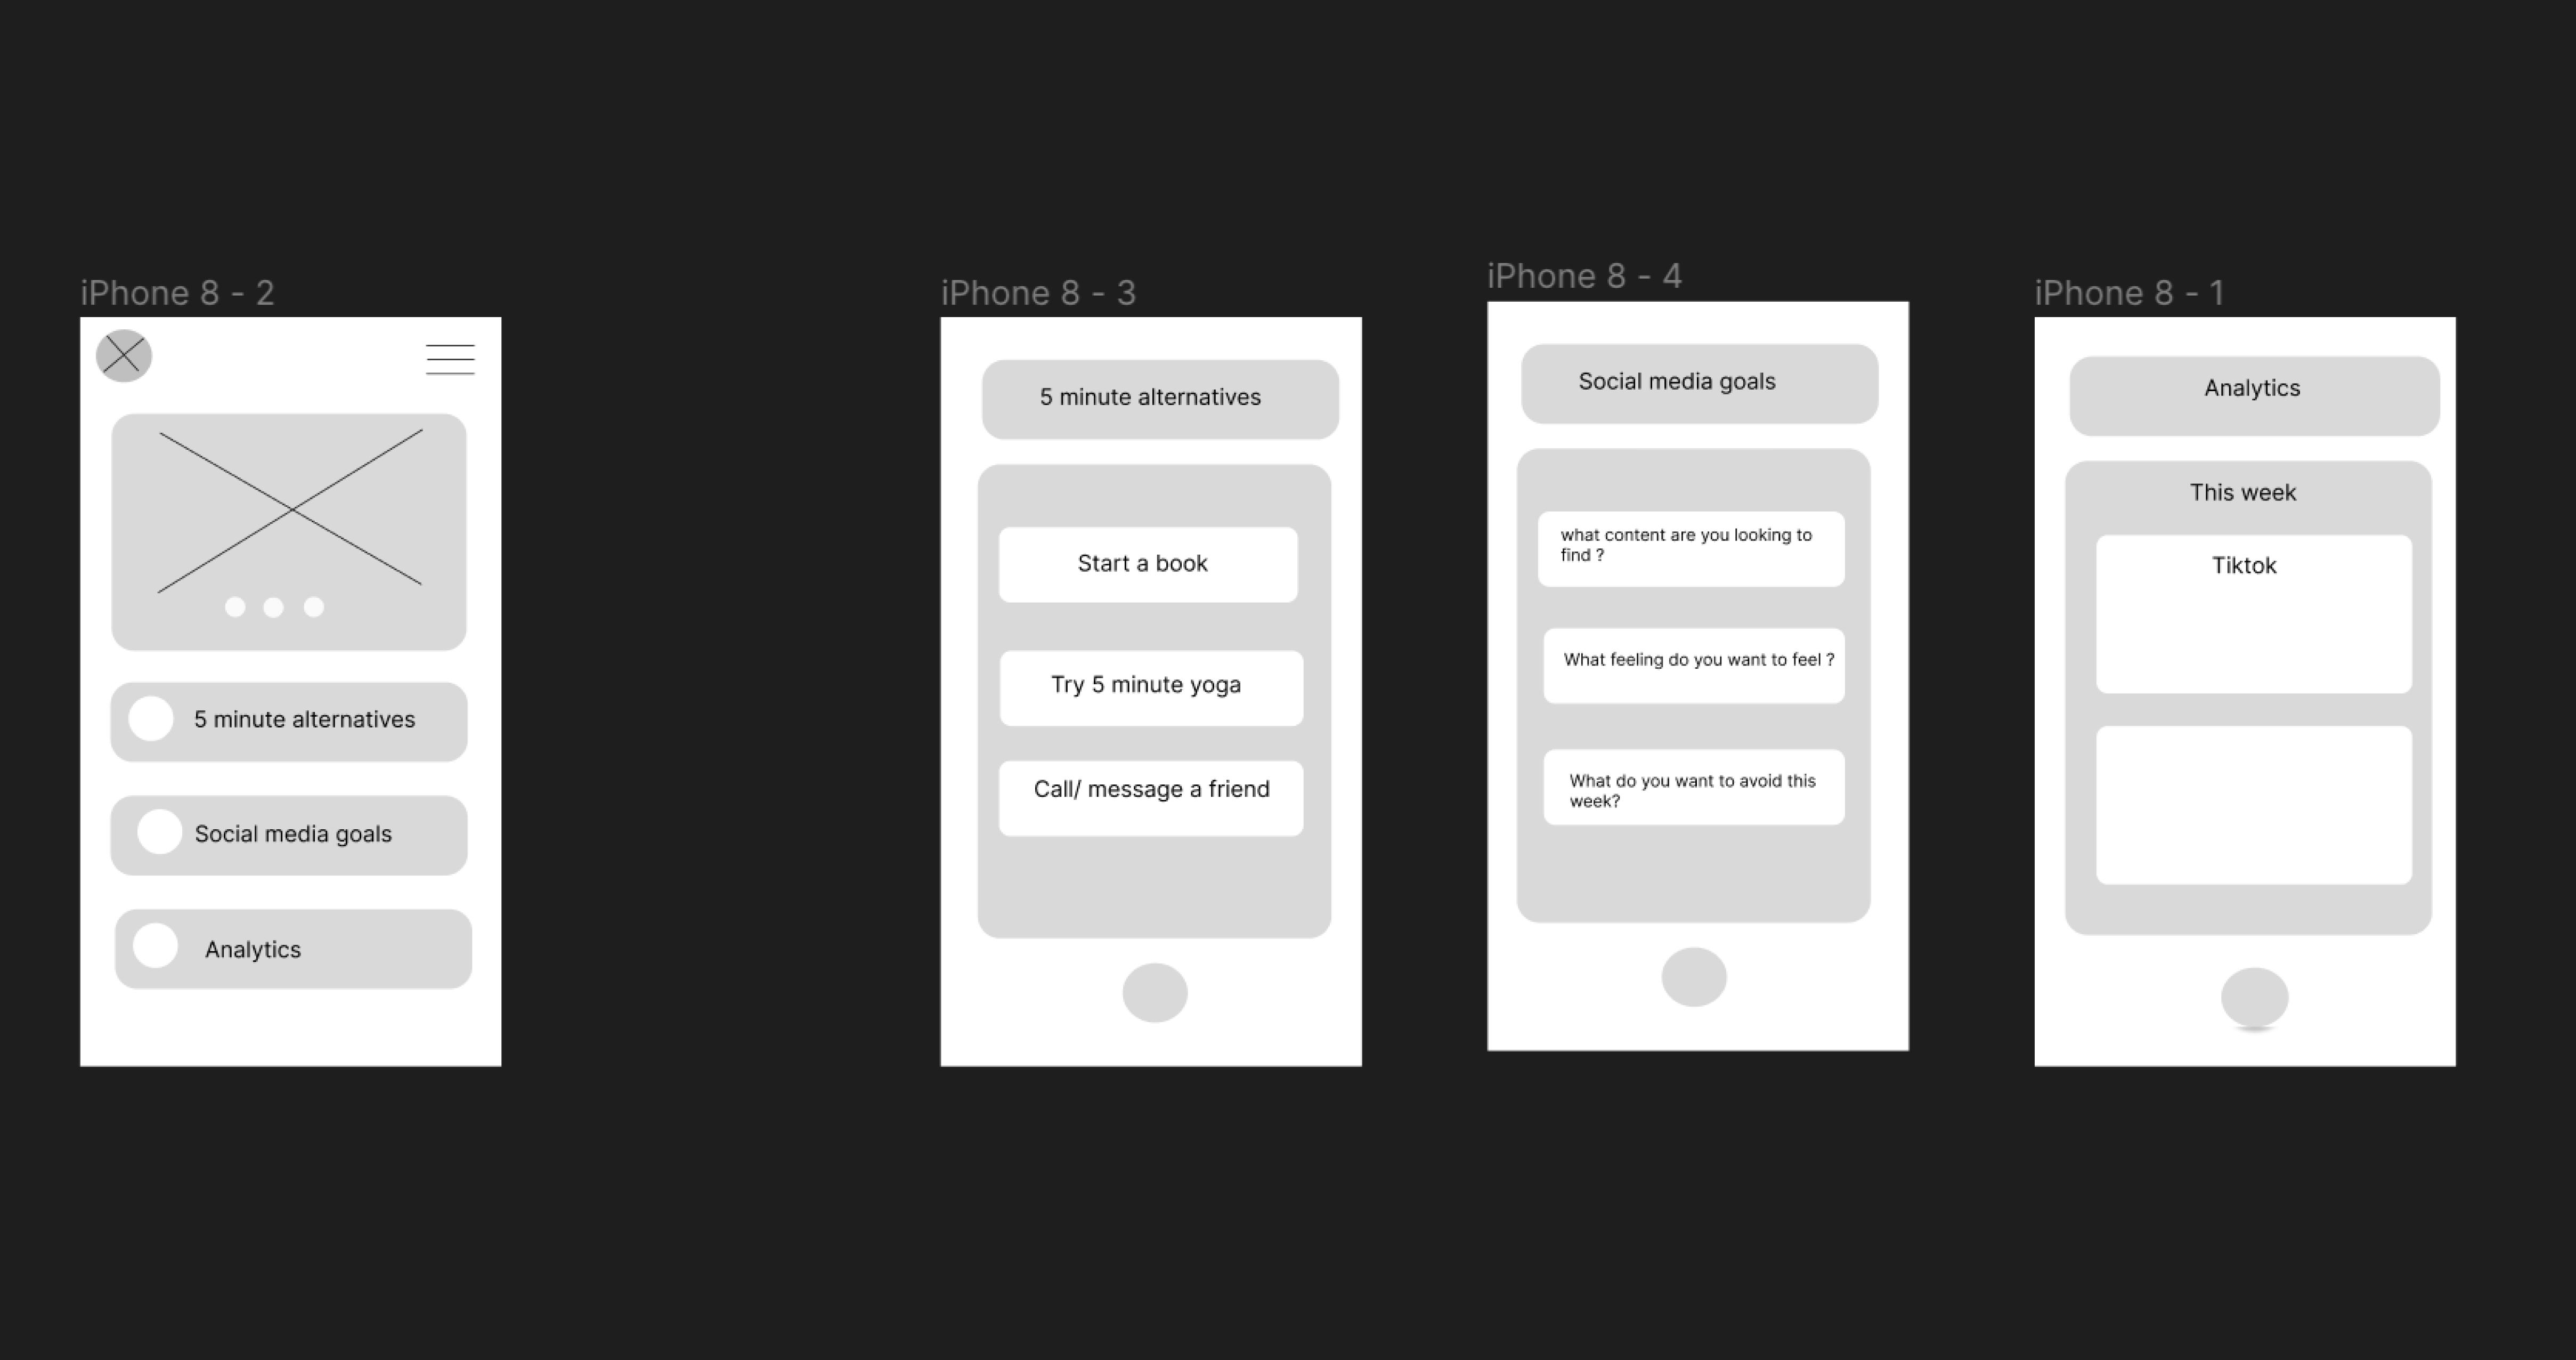 iPhone 8 - 2
5 minute alternatives
Social media goals
Analytics
iPhone 8 - 3
5 minute alternatives
Start a book
Try 5 minute yoga
Call/ message a friend
iPhone 8 - 4
Social media goals
what content are you looking to
find ?
What feeling do you want to feel ?
What do you want to avoid this
week?
iPhone 8 - 1
Analytics
This week
Tiktok